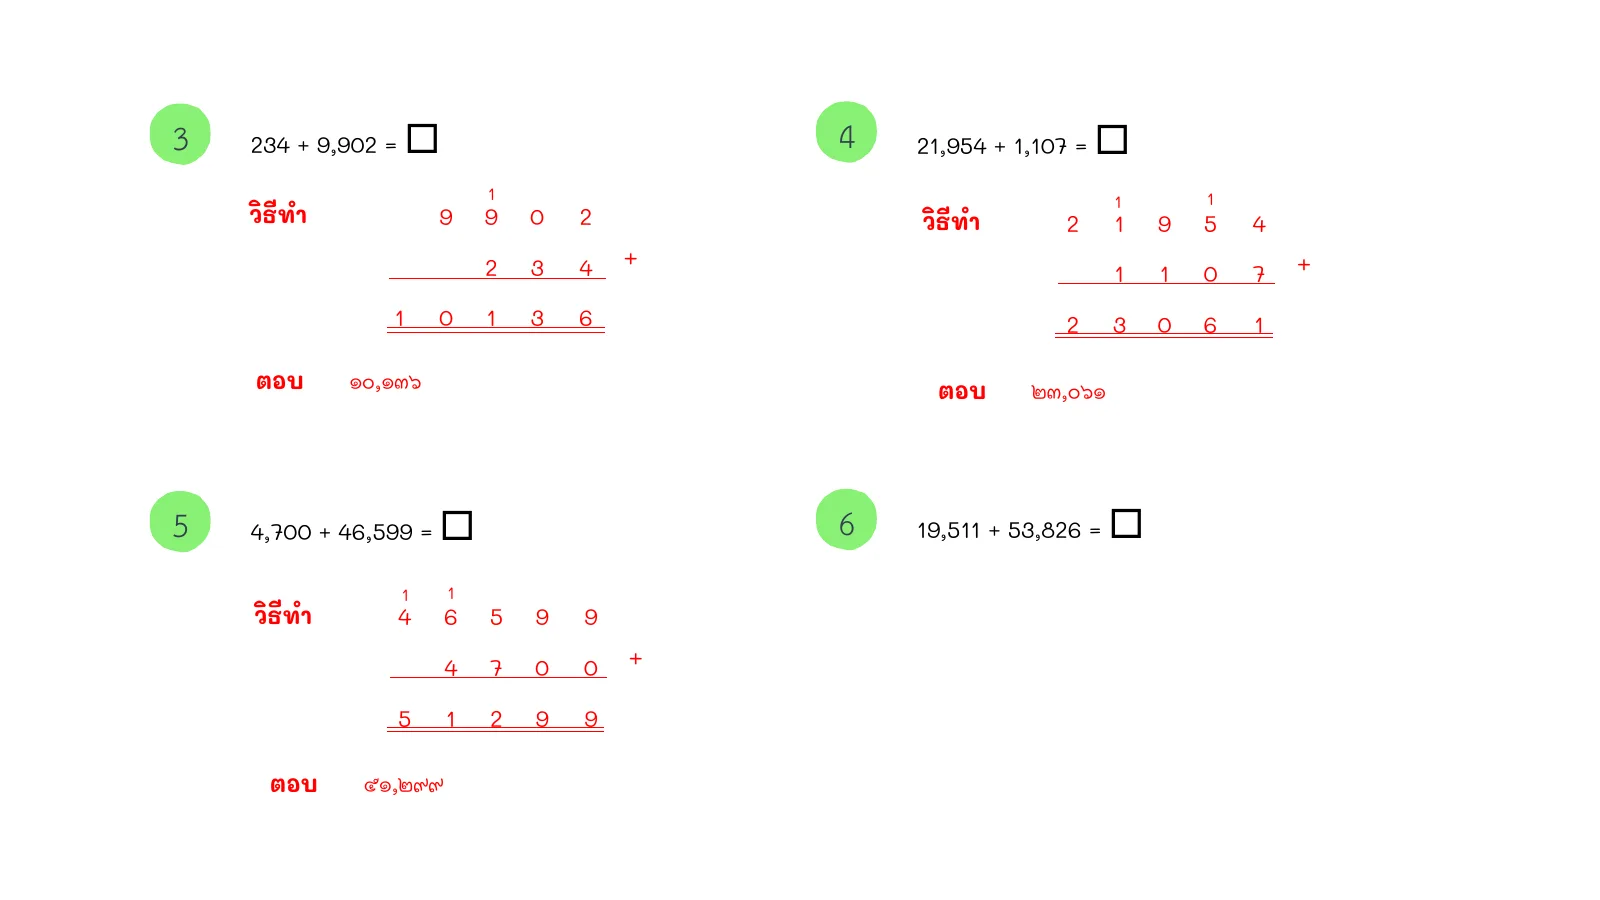 3
234 + 9,902 = □
1
วิธีทำ 9 9 0 2
2 3 4 +
1 0 1 3 6
ตอบ ๑๐,๑๓๖
4
21,954 + 1,107 = □
1 1
วิธีทำ 2 1 9 5 4
1 1 0 7 +
2 3 0 6 1
ตอบ ๒๓,๐๖๑
5
4,700 + 46,599 = □
1 1
วิธีทำ 4 6 5 9 9
4 7 0 0 +
5 1 2 9 9
ตอบ ๕๑,๒๙๙
6
19,511 + 53,826 = □